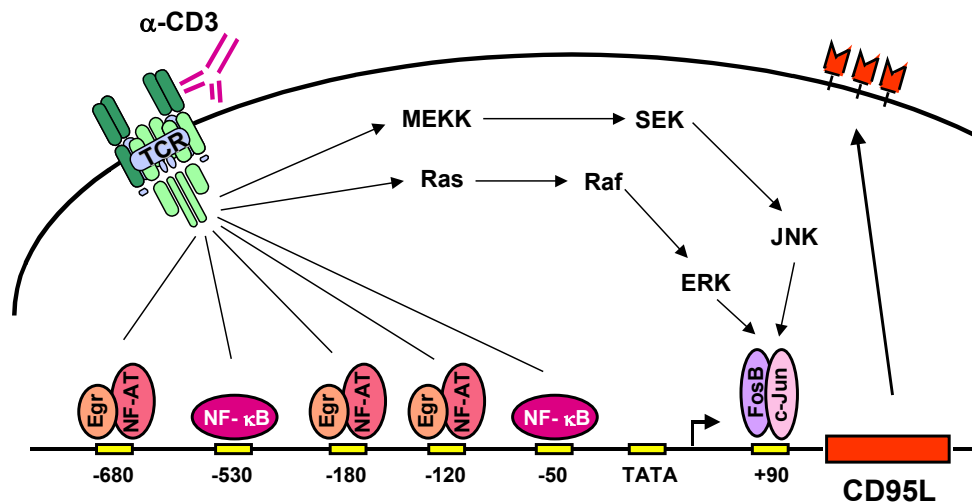 α-CD3
TCR
MEKK
SEK
Ras
Raf
JNK
ERK
Egr
NF-AT
NF- κB
Egr
NF-AT
Egr
NF-AT
NF- κB
FosB
c-Jun
-680
-530
-180
-120
-50
TATA
+90
CD95L